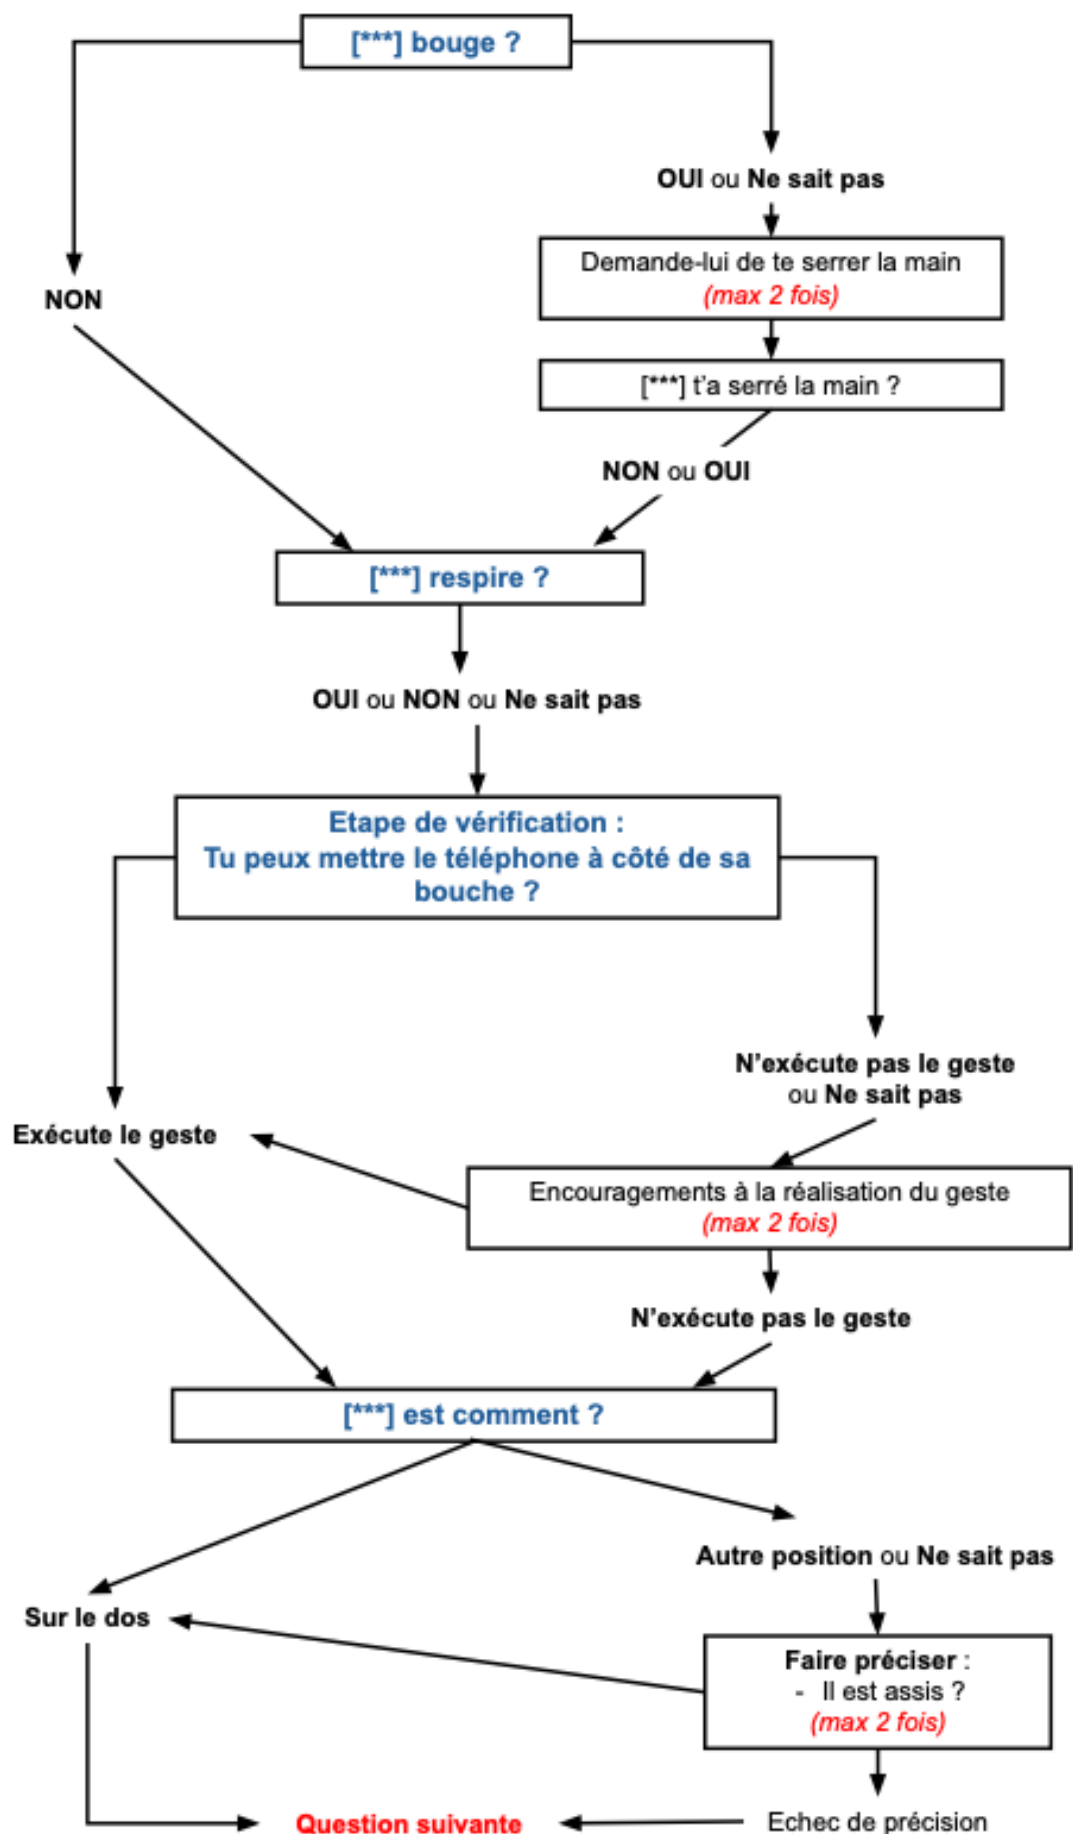 [***] bouge ?
OUI ou Ne sait pas
Demande-lui de te serrer la main
(max 2 fois)
NON
[***] t'a serré la main ?
NON ou OUI
[***] respire ?
OUI ou NON ou Ne sait pas
Etape de vérification :
Tu peux mettre le téléphone à côté de sa
bouche ?
N'exécute pas le geste
ou Ne sait pas
Exécute le geste
Encouragements à la réalisation du geste
(max 2 fois)
N'exécute pas le geste
[***] est comment ?
Autre position ou Ne sait pas
Sur le dos
Faire préciser :
- Il est assis ?
(max 2 fois)
Question suivante
Echec de précision